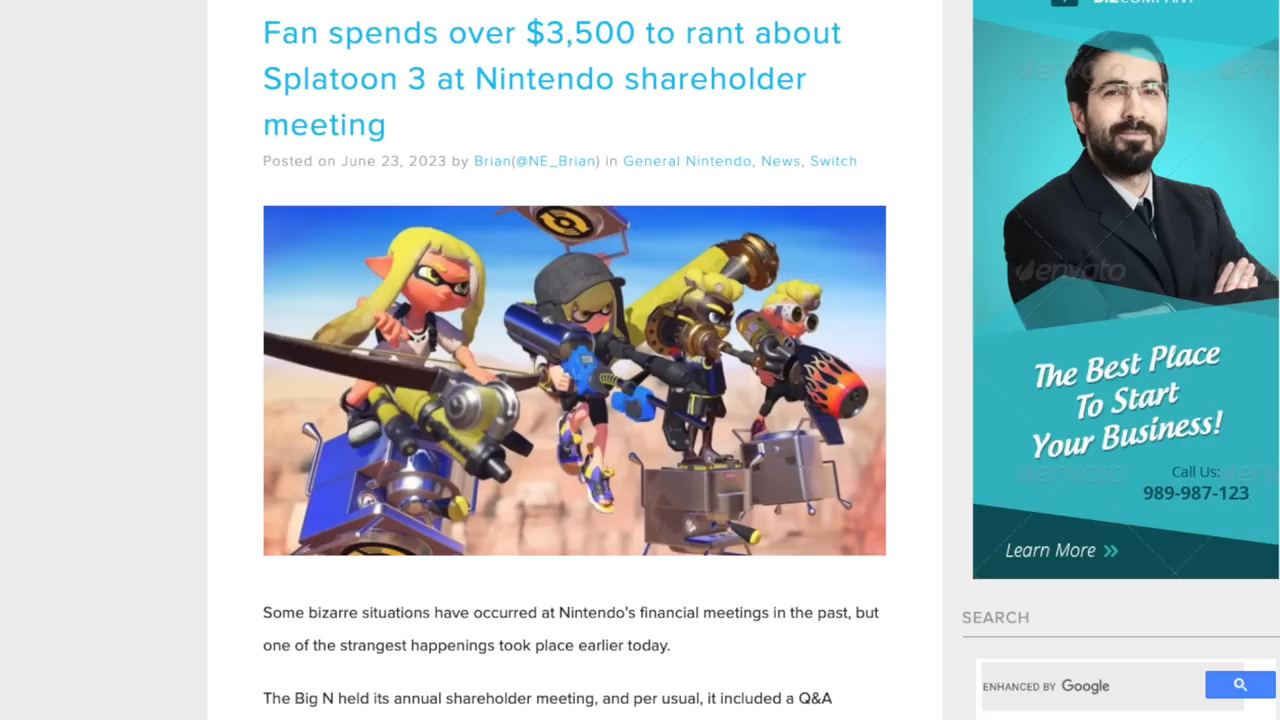 Fan spends over $3,500 to rant about
Splatoon 3 at Nintendo shareholder
meeting
Posted on June 23, 2023 by Brian(@NE_Brian) in General Nintendo, News, Switch
Some bizarre situations have occurred at Nintendo's financial meetings in the past, but
one of the strangest happenings took place earlier today.
The Big N held its annual shareholder meeting, and per usual, it included a Q&A
envato
The Best Place
To Start
Your Business!
Call Us:
989-987-123
Learn More »
SEARCH
ENHANCED BY Google